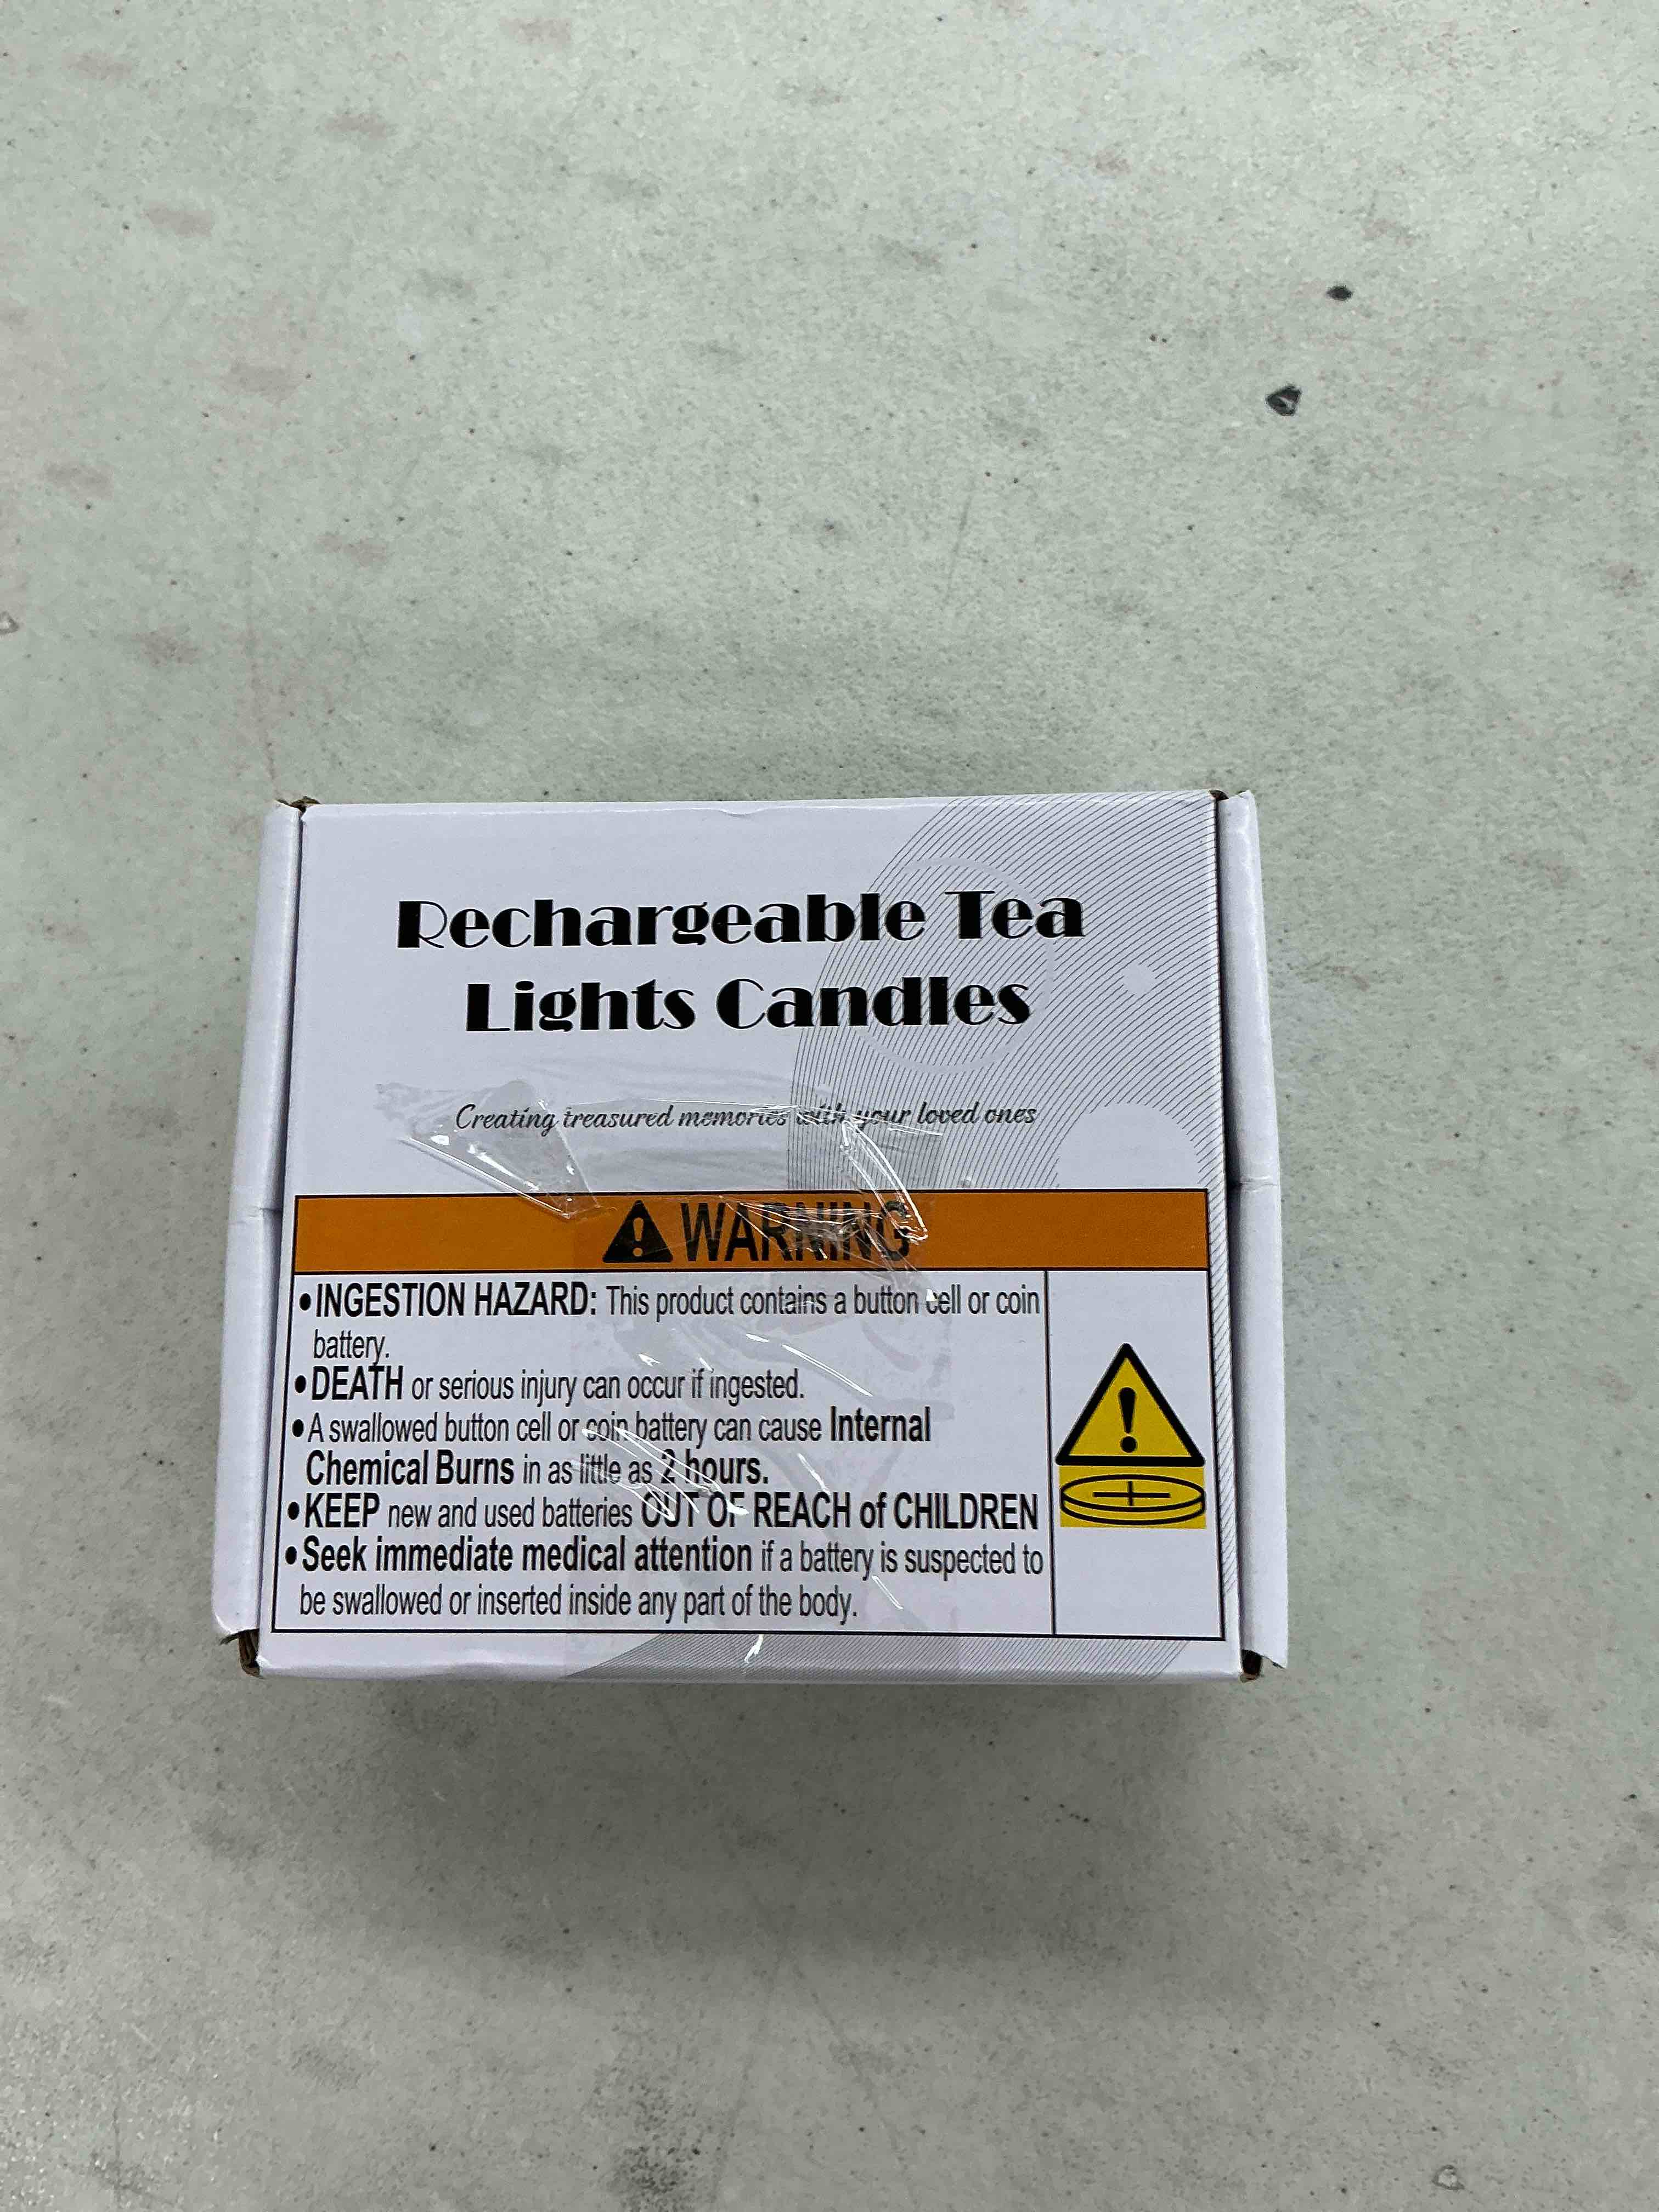 Rechargeable Tea
Lights Candles
Creating treasured memories with your loved ones
WARNING
•INGESTION HAZARD: This product contains a button cell or coin
battery.
•DEATH or serious injury can occur if ingested.
•A swallowed button cell or coin battery can cause Internal
Chemical Burns in as little as 2 hours.
•KEEP new and used batteries OUT OF REACH of CHILDREN
•Seek immediate medical attention if a battery is suspected to
be swallowed or inserted inside any part of the body.